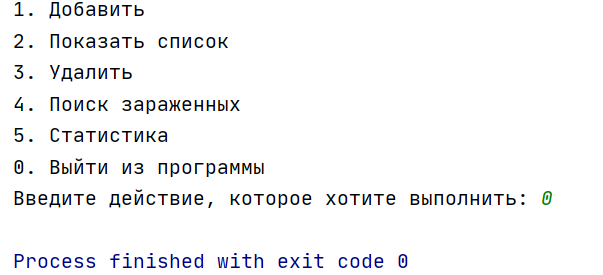 1. Добавить
2. Показать список
3. Удалить
4. Поиск зараженных
5. Статистика
0. Выйти из программы
Введите действие, которое хотите выполнить: 0
Process finished with exit code 0